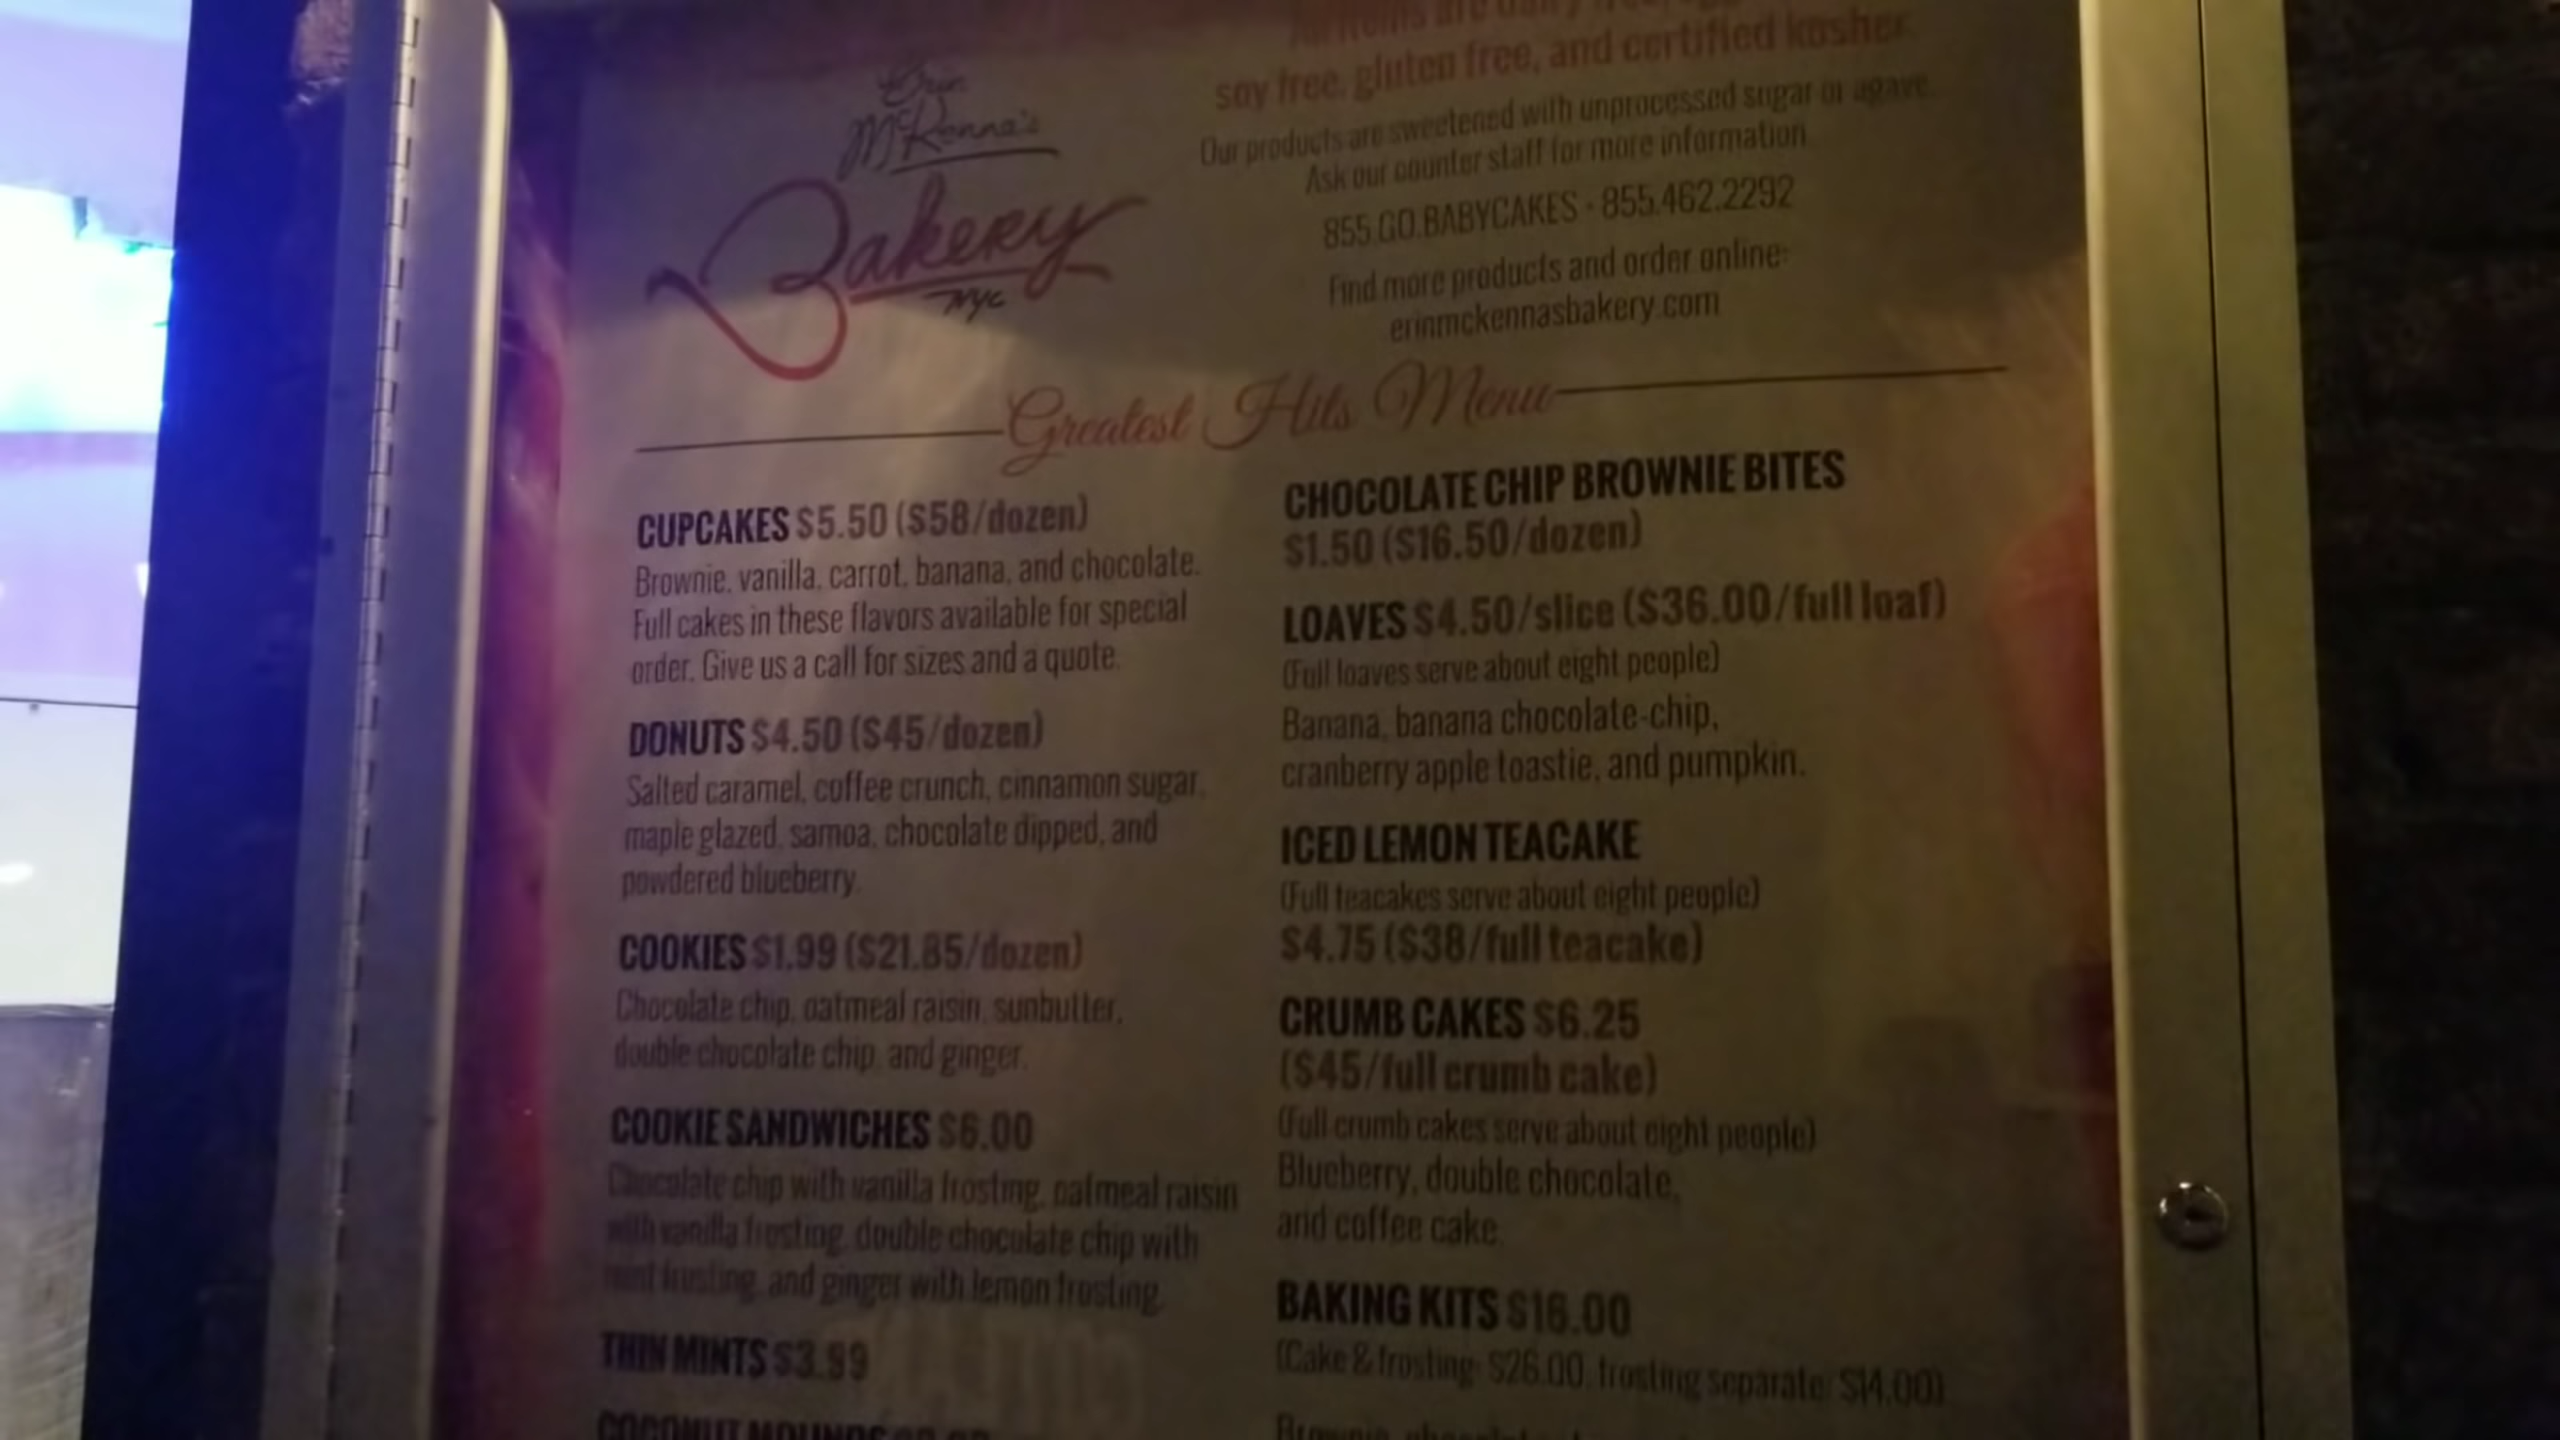 Erin
McKenna's
Bakery
NYC
All items are dairy free,
soy free, gluten free, and certified kosher.
Our products are sweetened with unprocessed sugar or agave.
Ask our counter staff for more information.
855.GO.BABYCAKES - 855.462.2292
Find more products and order online:
erinmckennasbakery.com
Greatest Hits Menu
CUPCAKES $5.50 ($58/dozen)
Brownie, vanilla, carrot, banana, and chocolate.
Full cakes in these flavors available for special
order. Give us a call for sizes and a quote.
DONUTS $4.50 ($45/dozen)
Salted caramel, coffee crunch, cinnamon sugar,
maple glazed, samoa, chocolate dipped, and
powdered blueberry.
COOKIES $1.99 ($21.85/dozen)
Chocolate chip, oatmeal raisin, sunbutter,
double chocolate chip, and ginger.
COOKIE SANDWICHES $6.00
Chocolate chip with vanilla frosting, oatmeal raisin
with vanilla frosting, double chocolate chip with
mint frosting, and ginger with lemon frosting.
THIN MINTS $3.99
COCONUT MOUNDS
CHOCOLATE CHIP BROWNIE BITES
$1.50 ($16.50/dozen)
LOAVES $4.50/slice ($36.00/full loaf)
(Full loaves serve about eight people)
Banana, banana chocolate-chip,
cranberry apple toastie, and pumpkin.
ICED LEMON TEACAKE
(Full teacakes serve about eight people)
$4.75 ($38/full teacake)
CRUMB CAKES $6.25
($45/full crumb cake)
(Full crumb cakes serve about eight people)
Blueberry, double chocolate,
and coffee cake.
BAKING KITS $16.00
(Cake & frosting: $26.00, frosting separate: $14.00)
Brownie,